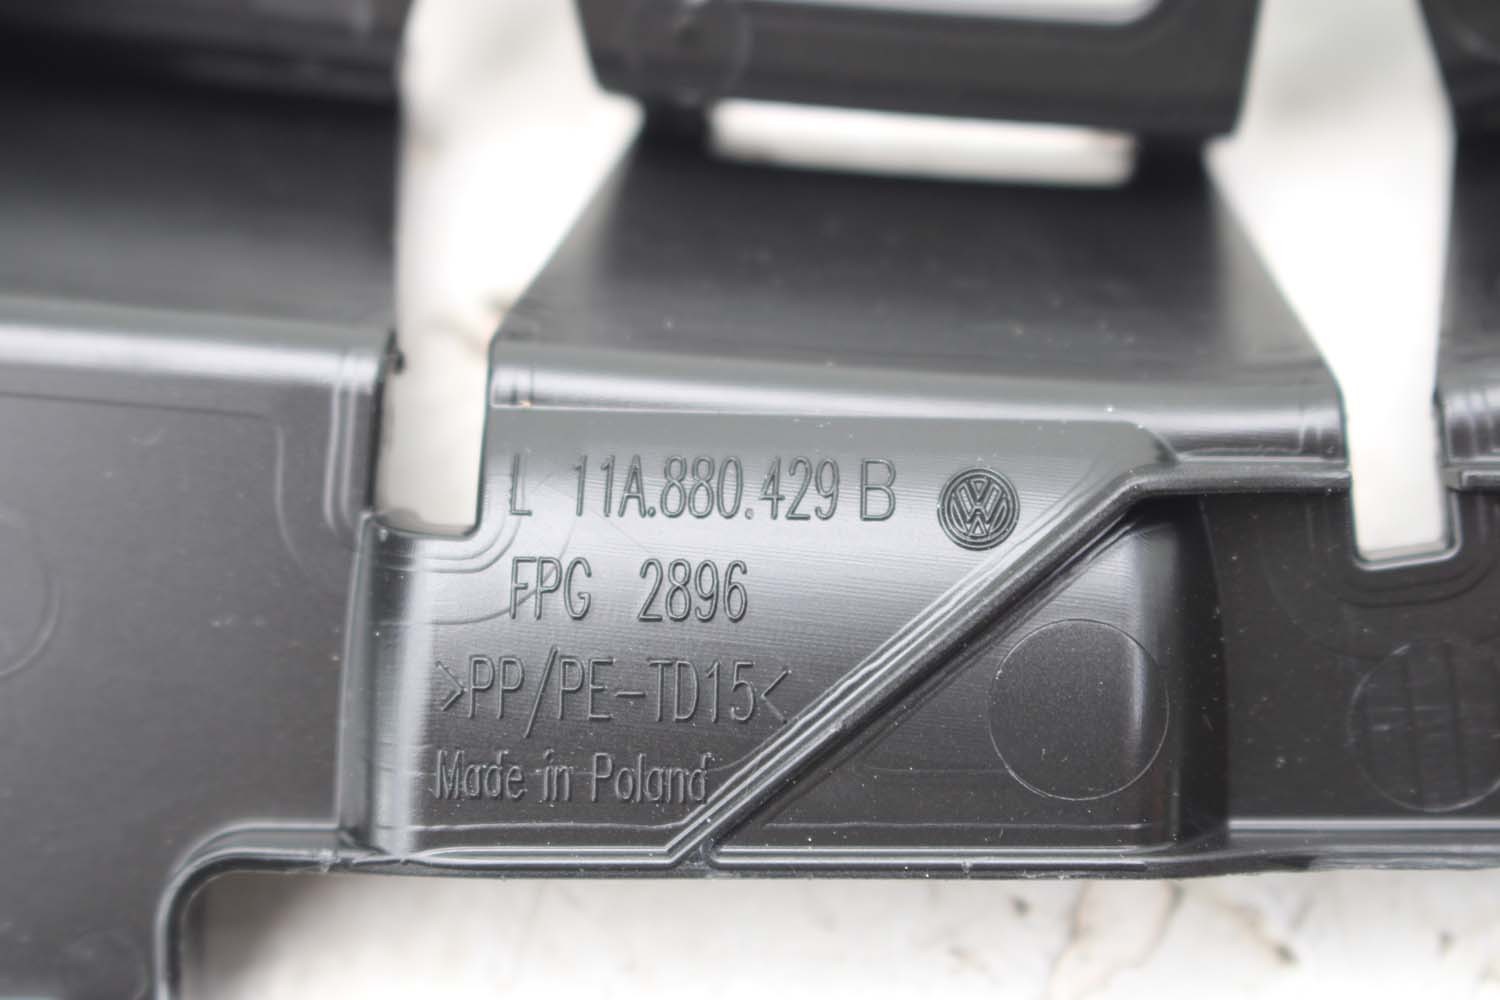 L 11A.880.429 B
FPG 2896
>PP/PE-TD15<
Made in Poland